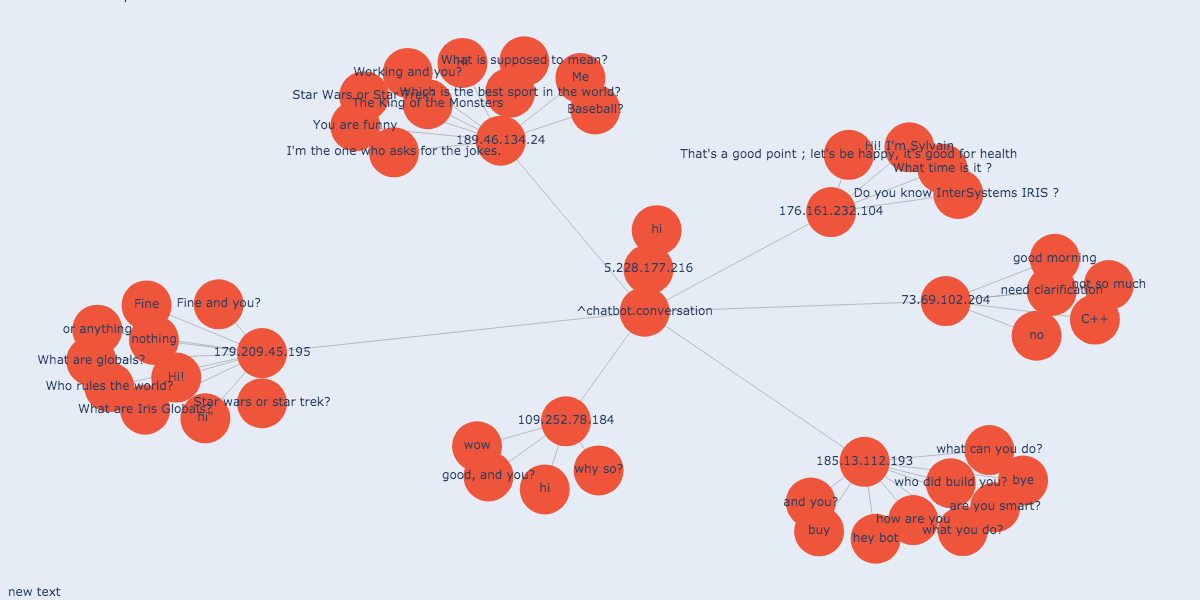 What is supposed to mean?
Working and you?
Me
Which is the best sport in the world?
Star Wars or Star Trek?
The King of the Monsters
Baseball?
You are funny
189.46.134.24
I'm the one who asks for the jokes.
Hi! I'm Sylvain
That's a good point ; let's be happy, it's good for health
What time is it ?
Do you know InterSystems IRIS ?
176.161.232.104
hi
5.228.177.216
^chatbot.conversation
good morning
not so much
need clarification
73.69.102.204
C++
no
Fine
Fine and you?
or anything
nothing
179.209.45.195
What are globals?
Hi!
Who rules the world?
Star wars or star trek?
What are Iris Globals?
hi"
109.252.78.184
wow
good, and you?
why so?
hi
what can you do?
185.13.112.193
who did build you?
bye
and you?
are you smart?
how are you
buy
what you do?
hey bot
new text